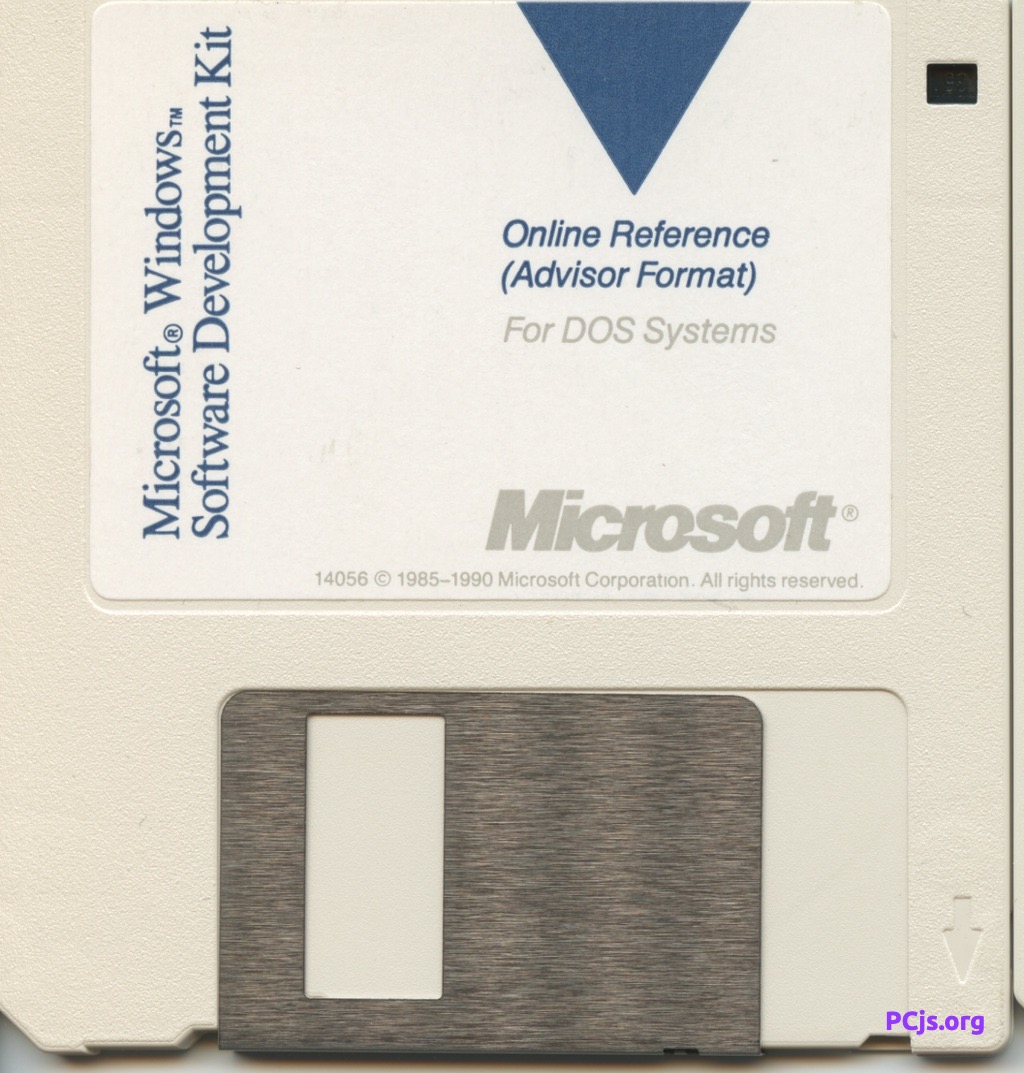 Microsoft® Windows™
Software Development Kit
Online Reference
(Advisor Format)
For DOS Systems
Microsoft®
14056 © 1985–1990 Microsoft Corporation. All rights reserved.
PCjs.org